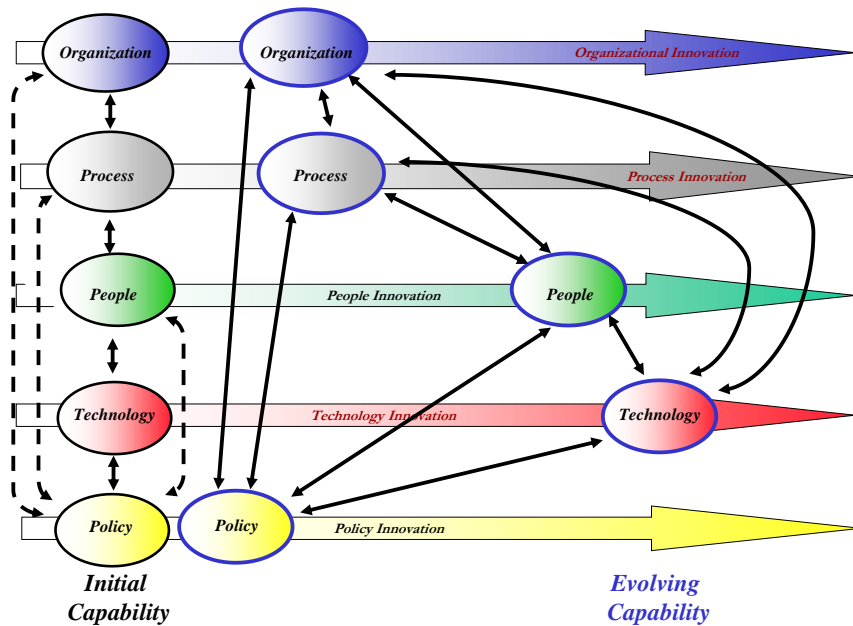 Organization
Organization
Organizational Innovation
Process
Process
Process Innovation
People
People Innovation
People
Technology
Technology Innovation
Technology
Policy
Policy
Policy Innovation
Initial
Capability
Evolving
Capability